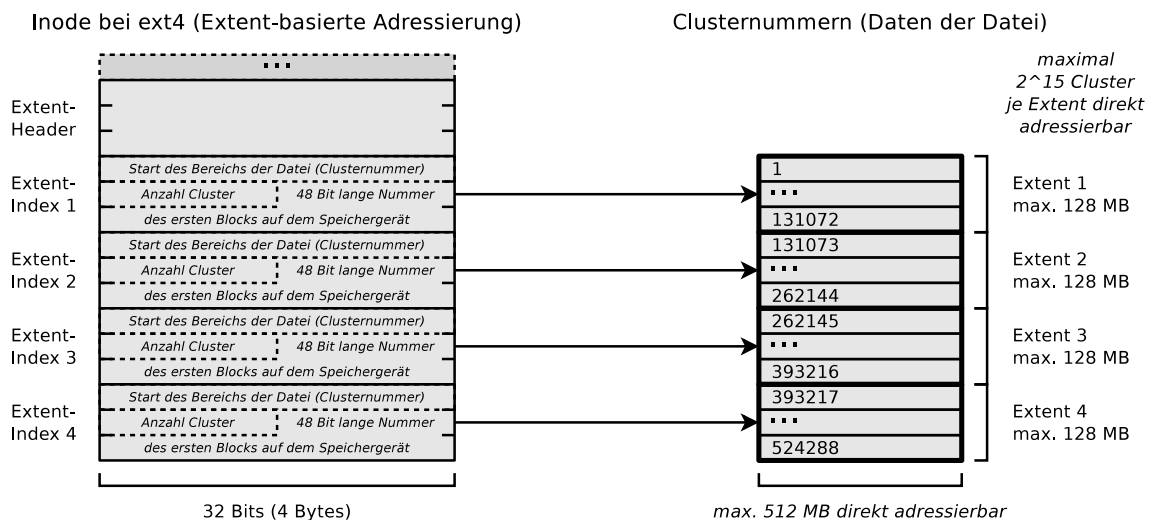 Inode bei ext4 (Extent-basierte Adressierung)
Clusternummern (Daten der Datei)
...
maximal
2^15 Cluster
je Extent direkt
adressierbar
Extent-
Header
Extent-
Index 1
Start des Bereichs der Datei (Clusternummer)
Anzahl Cluster
48 Bit lange Nummer
des ersten Blocks auf dem Speichergerät
1
...
131072
Extent 1
max. 128 MB
Extent-
Index 2
Start des Bereichs der Datei (Clusternummer)
Anzahl Cluster
48 Bit lange Nummer
des ersten Blocks auf dem Speichergerät
131073
...
262144
Extent 2
max. 128 MB
Extent-
Index 3
Start des Bereichs der Datei (Clusternummer)
Anzahl Cluster
48 Bit lange Nummer
des ersten Blocks auf dem Speichergerät
262145
...
393216
Extent 3
max. 128 MB
Extent-
Index 4
Start des Bereichs der Datei (Clusternummer)
Anzahl Cluster
48 Bit lange Nummer
des ersten Blocks auf dem Speichergerät
393217
...
524288
Extent 4
max. 128 MB
32 Bits (4 Bytes)
max. 512 MB direkt adressierbar